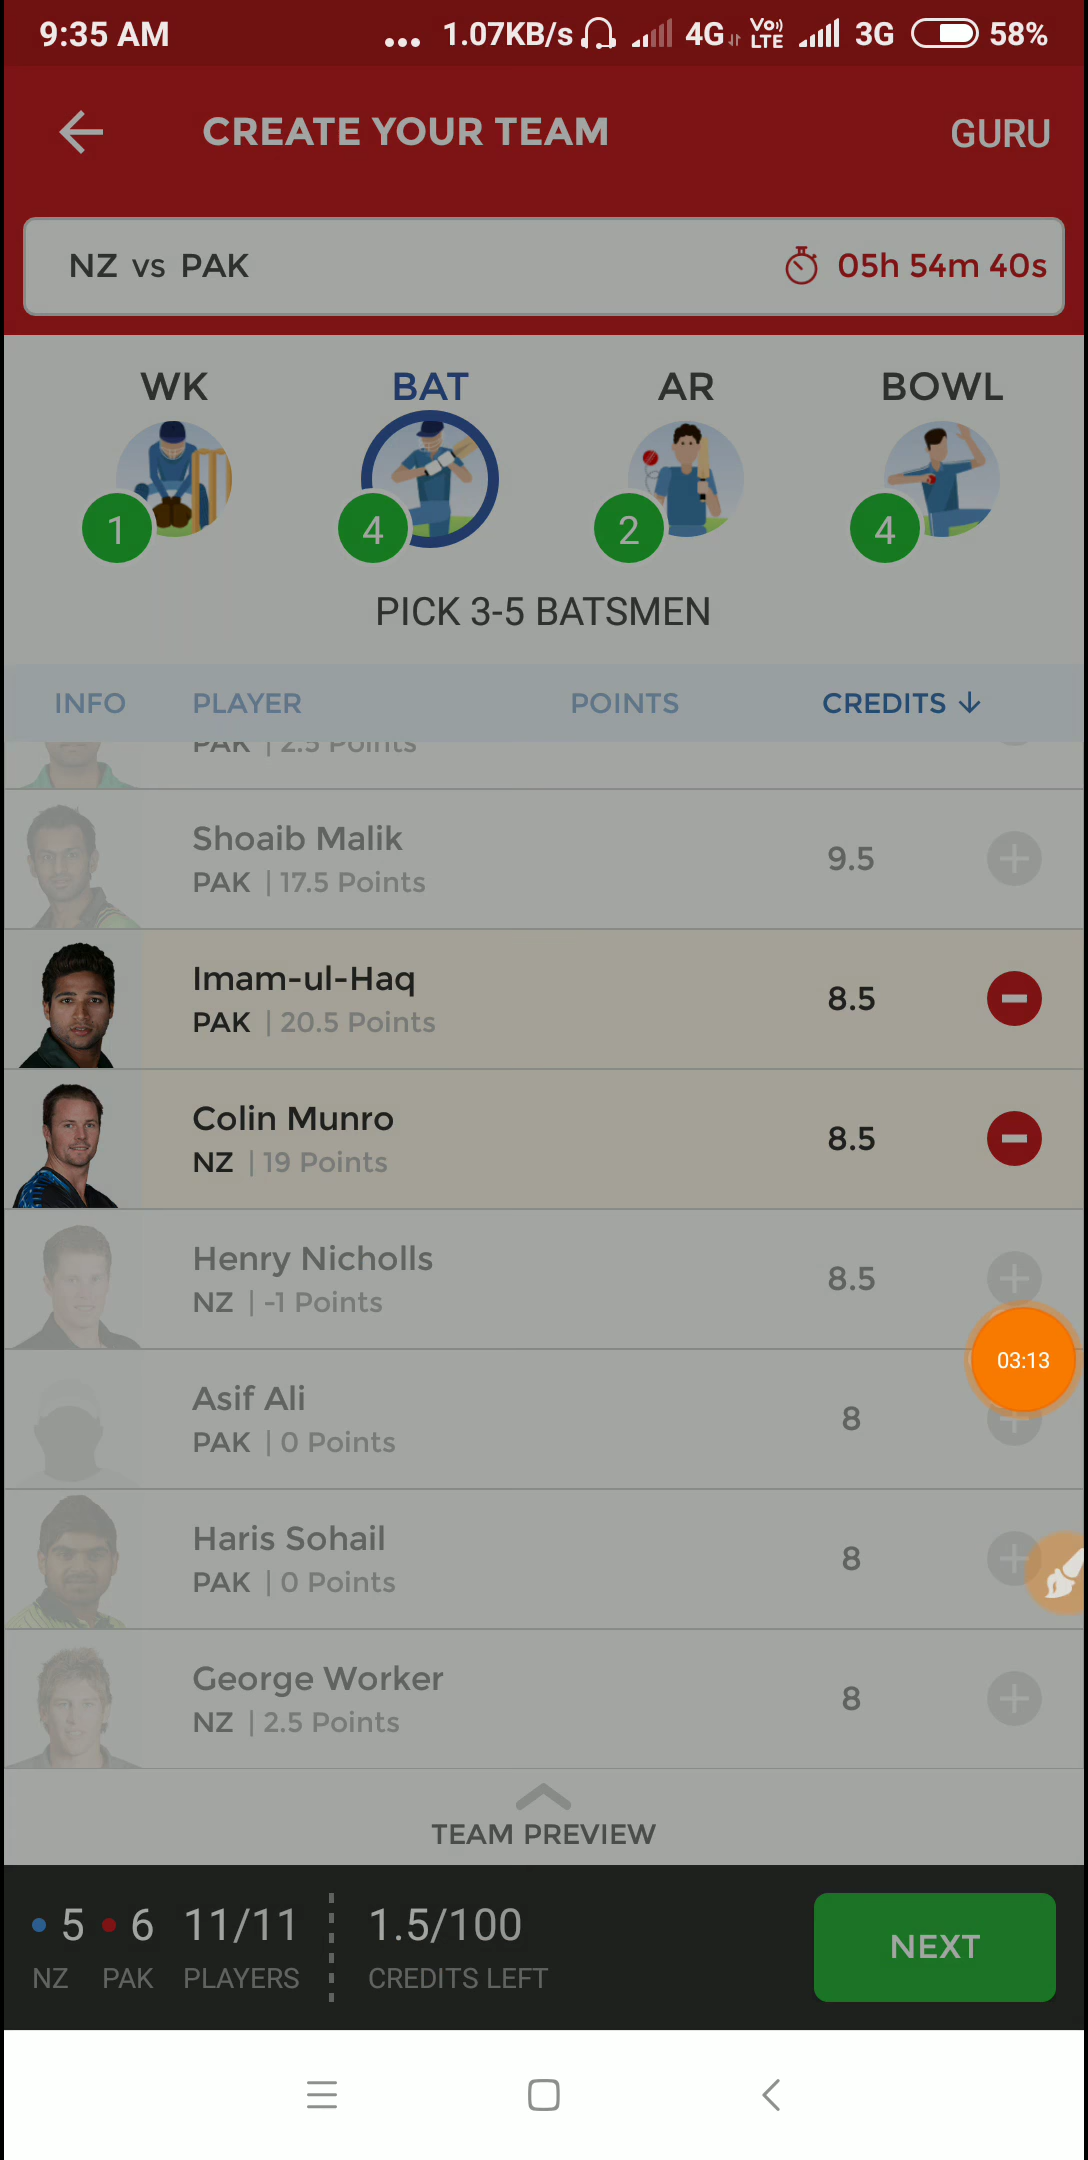 9:35 AM ... 1.07KB/s 4G VO)) LTE 3G 58%
CREATE YOUR TEAM GURU
NZ vs PAK 05h 54m 40s
WK BAT AR BOWL
1 4 2 4
PICK 3-5 BATSMEN
INFO PLAYER POINTS CREDITS ↓
PAK | 2.5 Points
Shoaib Malik
9.5
PAK | 17.5 Points
Imam-ul-Haq
8.5
PAK | 20.5 Points
Colin Munro
8.5
NZ | 19 Points
Henry Nicholls
8.5
NZ | -1 Points
03:13
Asif Ali
8
PAK | 0 Points
Haris Sohail
8
PAK | 0 Points
George Worker
8
NZ | 2.5 Points
TEAM PREVIEW
5 6 11/11 1.5/100
NZ PAK PLAYERS CREDITS LEFT
NEXT